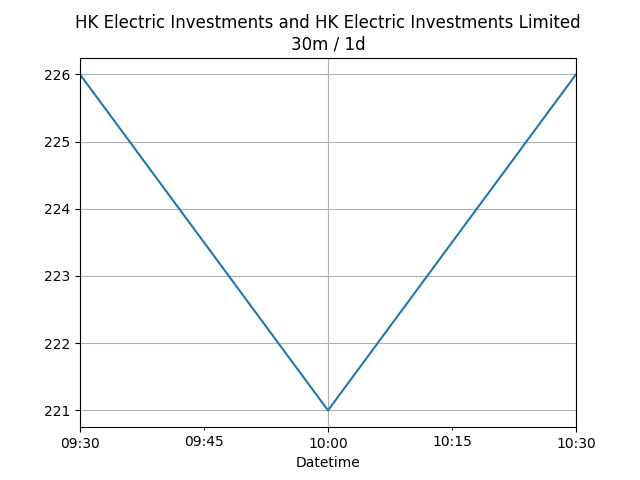 HK Electric Investments and HK Electric Investments Limited
30m / 1d
226
225
224
223
222
221
09:30 09:45 10:00 10:15 10:30
Datetime